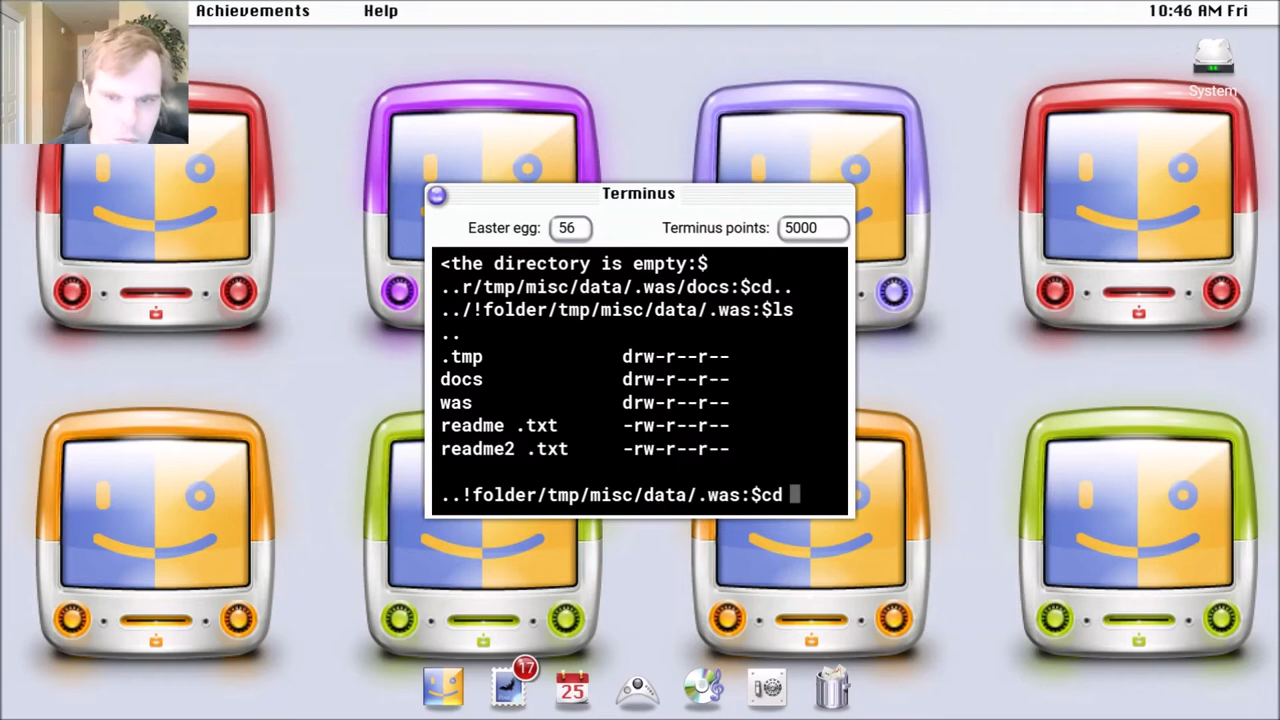 Achievements Help 10:46 AM Fri
System
Terminus
Easter egg: 56 Terminus points: 5000
<the directory is empty:$
..r/tmp/misc/data/.was/docs:$cd..
../!folder/tmp/misc/data/.was:$ls
..
.tmp drw-r--r--
docs drw-r--r--
was drw-r--r--
readme .txt -rw-r--r--
readme2 .txt -rw-r--r--
..!folder/tmp/misc/data/.was:$cd
17
25